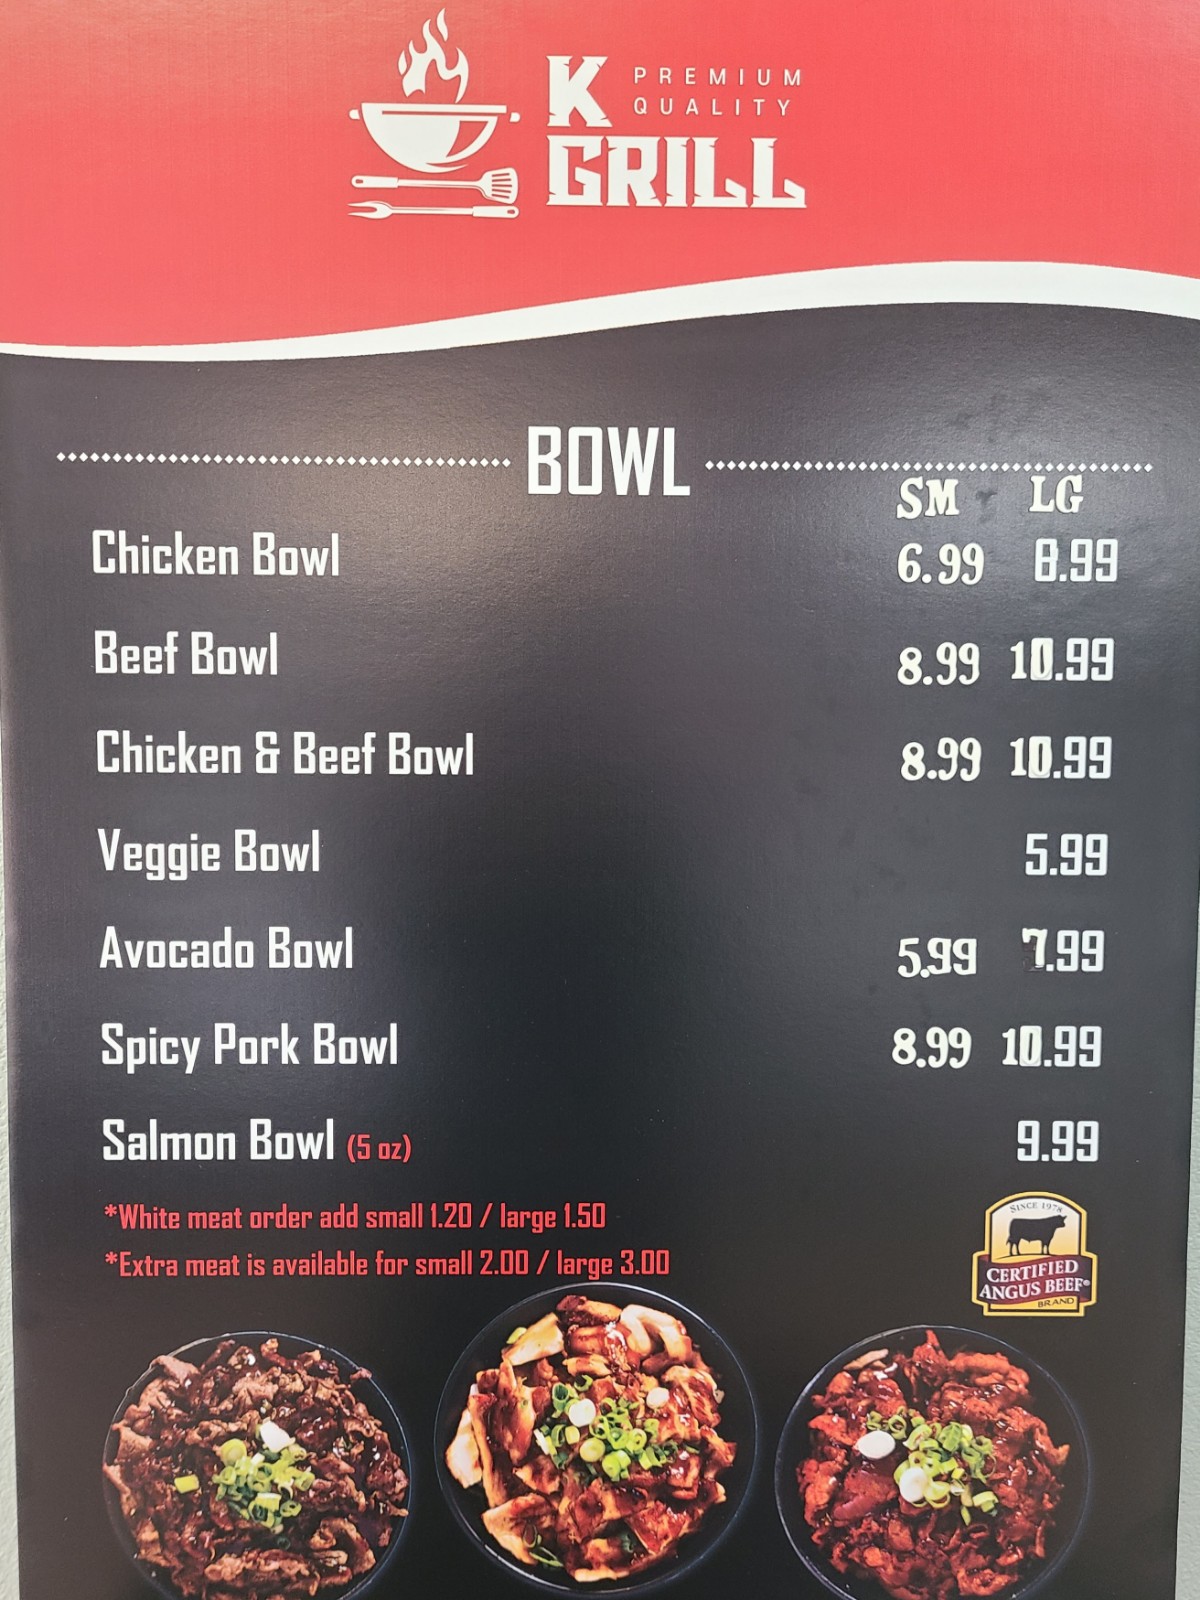 K PREMIUM QUALITY
GRILL
BOWL
SM LG
Chicken Bowl 6.99 8.99
Beef Bowl 8.99 10.99
Chicken & Beef Bowl 8.99 10.99
Veggie Bowl 5.99
Avocado Bowl 5.99 7.99
Spicy Pork Bowl 8.99 10.99
Salmon Bowl (5 oz) 9.99
*White meat order add small 1.20 / large 1.50
*Extra meat is available for small 2.00 / large 3.00
SINCE 1978
CERTIFIED
ANGUS BEEF®
BRAND